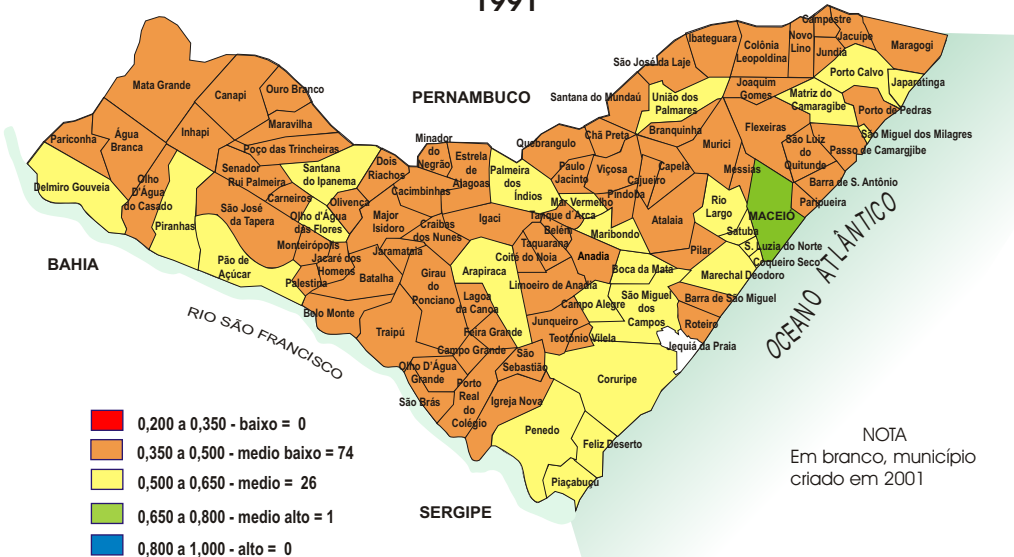 1991
Campestre
Ibateguara
Colônia
Leopoldina
Novo
Lino
Jacuípe
Jundiá
Maragogi
São José da Laje
Porto Calvo
Japaratinga
Mata Grande
Canapi
Ouro Branco
PERNAMBUCO
Santana do Mundaú
União dos
Palmares
Joaquim
Gomes
Matriz do
Camaragibe
Porto de Pedras
Pariconha
Água
Branca
Inhapi
Maravilha
Poço das Trincheiras
Minador
do
Negrão
Quebrangulo
Chã Preta
Branquinha
Flexeiras
São Luiz
do
Quitunde
São Miguel dos Milagres
Passo de Camargjibe
Murici
Delmiro Gouveia
Olho
D'Água
do Casado
Senador
Rui Palmeira
Santana
do Ipanema
Dois
Riachos
Estrela
de
Alagoas
Palmeira
dos
Índios
Paulo
Jacinto
Viçosa
Cajueiro
Capela
Messias
Barra de S. Antônio
Paripueira
Cacimbinhas
Carneiros
Olivença
Mar Vermelho
Pindoba
Rio
Largo
MACEIÓ
Piranhas
São José
da Tapera
Olho d'Água
das Flores
Major
Isidoro
Craíbas
dos Nunes
Igaci
Tanque d'Arca
Belém
Maribondo
Atalaia
Satuba
Monteirópolis
Jaramataia
Taquarana
Coité do Noia
Anadia
Pilar
S. Luzia do Norte
Coqueiro Seco
BAHIA
Pão de
Açúcar
Jacaré dos
Homens
Palestina
Batalha
Girau
do
Ponciano
Arapiraca
Limoeiro de Anadia
Boca da Mata
Marechal Deodoro
OCEANO ATLÂNTICO
Belo Monte
Lagoa
da Canoa
Campo Alegre
São Miguel
dos
Campos
Barra de São Miguel
RIO SÃO FRANCISCO
Traipú
Feira Grande
Junqueiro
Teotônio Vilela
Roteiro
Jequiá da Praia
Campo Grande
Olho D'Água
Grande
São
Sebastião
Coruripe
São Brás
Porto
Real
do
Colégio
Igreja Nova
Penedo
Feliz Deserto
Piaçabuçú
SERGIPE
0,200 a 0,350 - baixo = 0
0,350 a 0,500 - medio baixo = 74
0,500 a 0,650 - medio = 26
0,650 a 0,800 - medio alto = 1
0,800 a 1,000 - alto = 0
NOTA
Em branco, município
criado em 2001